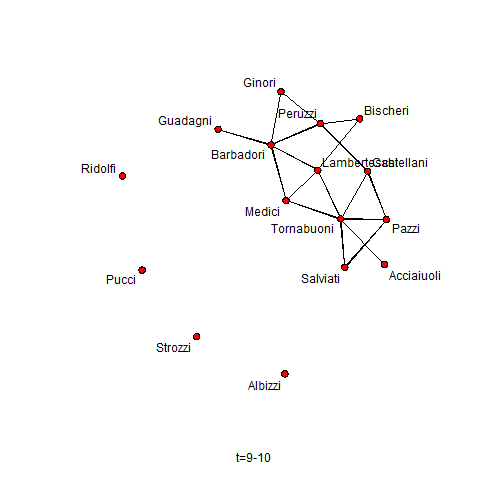 Ginori
Bischeri
Peruzzi
Guadagni
Barbadori
Lamberteschi
Castellani
Ridolfi
Medici
Tornabuoni
Pazzi
Pucci
Salviati
Acciaiuoli
Strozzi
Albizzi
t=9-10